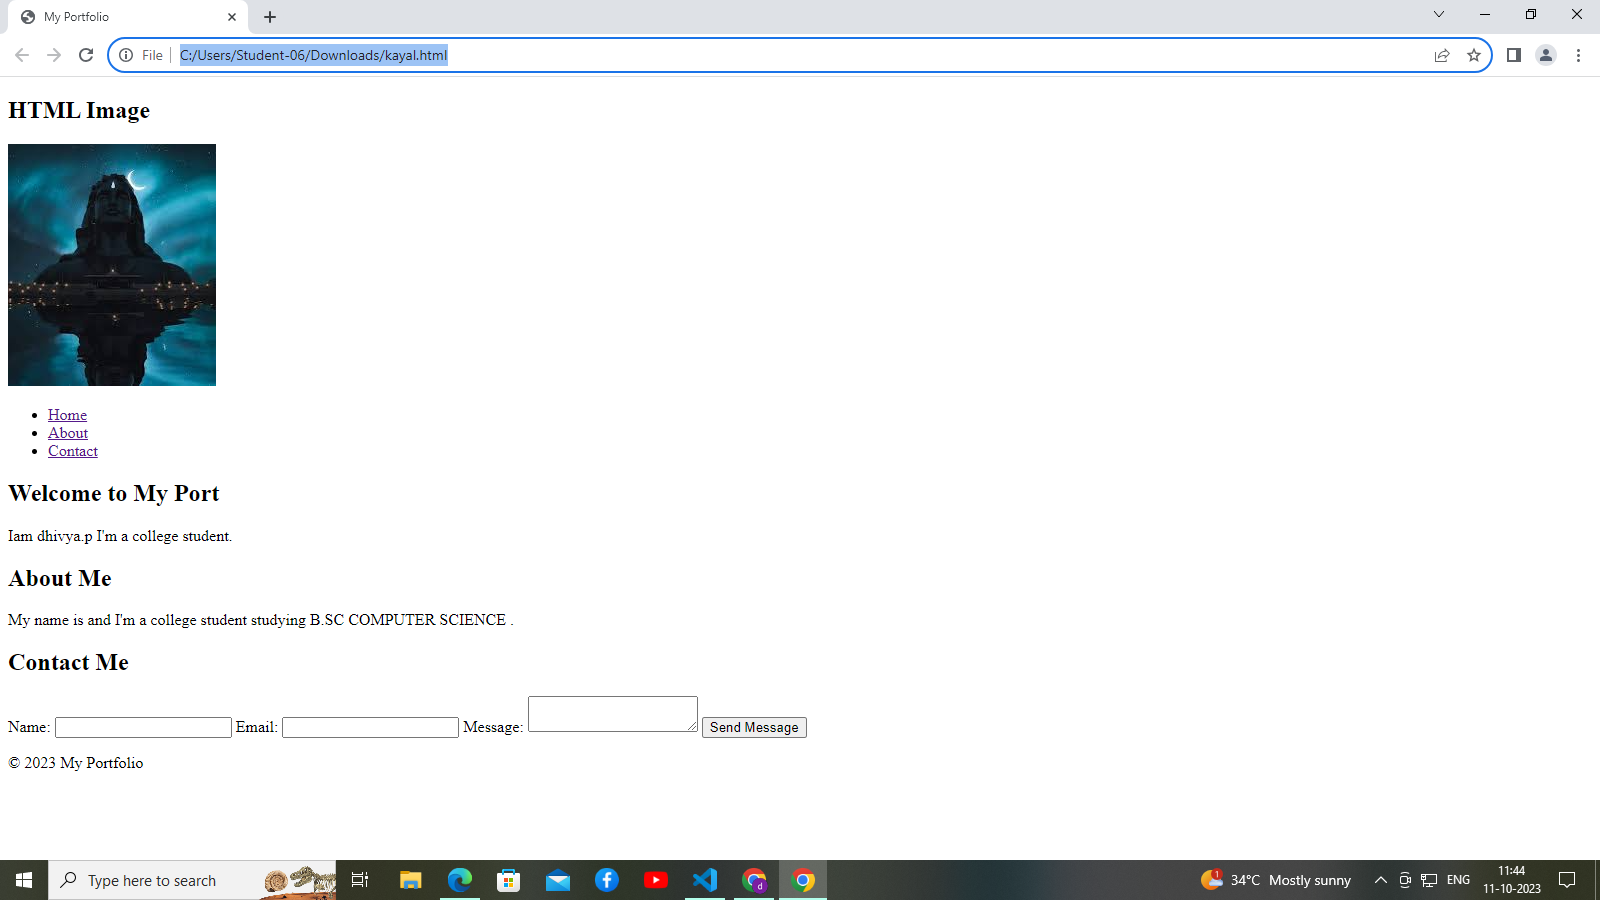 My Portfolio
File
C:/Users/Student-06/Downloads/kayal.html
HTML Image
Home
About
Contact
Welcome to My Port
Iam dhivya.p I'm a college student.
About Me
My name is and I'm a college student studying B.SC COMPUTER SCIENCE .
Contact Me
Name: Email: Message: Send Message
© 2023 My Portfolio
Type here to search
d
1
34°C Mostly sunny
ENG
11:44
11-10-2023